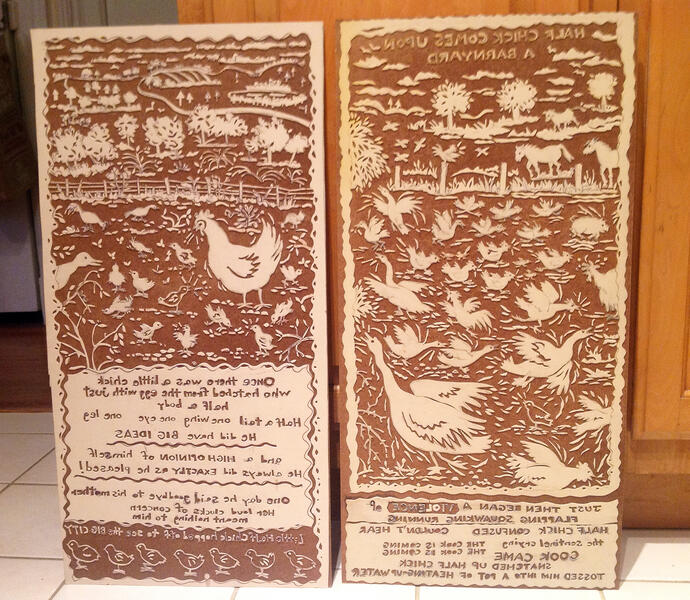 Once there was a little chick
who hatched from the egg with just
half a body
Half tail one wing one eye one leg
He did have BIG IDEAS
and a HIGH OPINION of himself
He always did EXACTLY as he pleased!
One day he said goodbye to his mother
Her loud clucks of grief
meant nothing to him
Little Half Chick hopped off to see the BIG CITY
HALF CHICK COMES UPON
A BARNYARD
JUST THEN BEGAN A VIOLENCE of
FLAPPING SQUAWKING RUNNING
HALF CHICK CONFUSED COULDN'T HEAR
the sentinel crying THE COOK IS COMING
THE COOK IS COMING
COOK CAME
SNATCHED UP HALF CHICK
TOSSED HIM INTO A POT OF HEATING-UP WATER